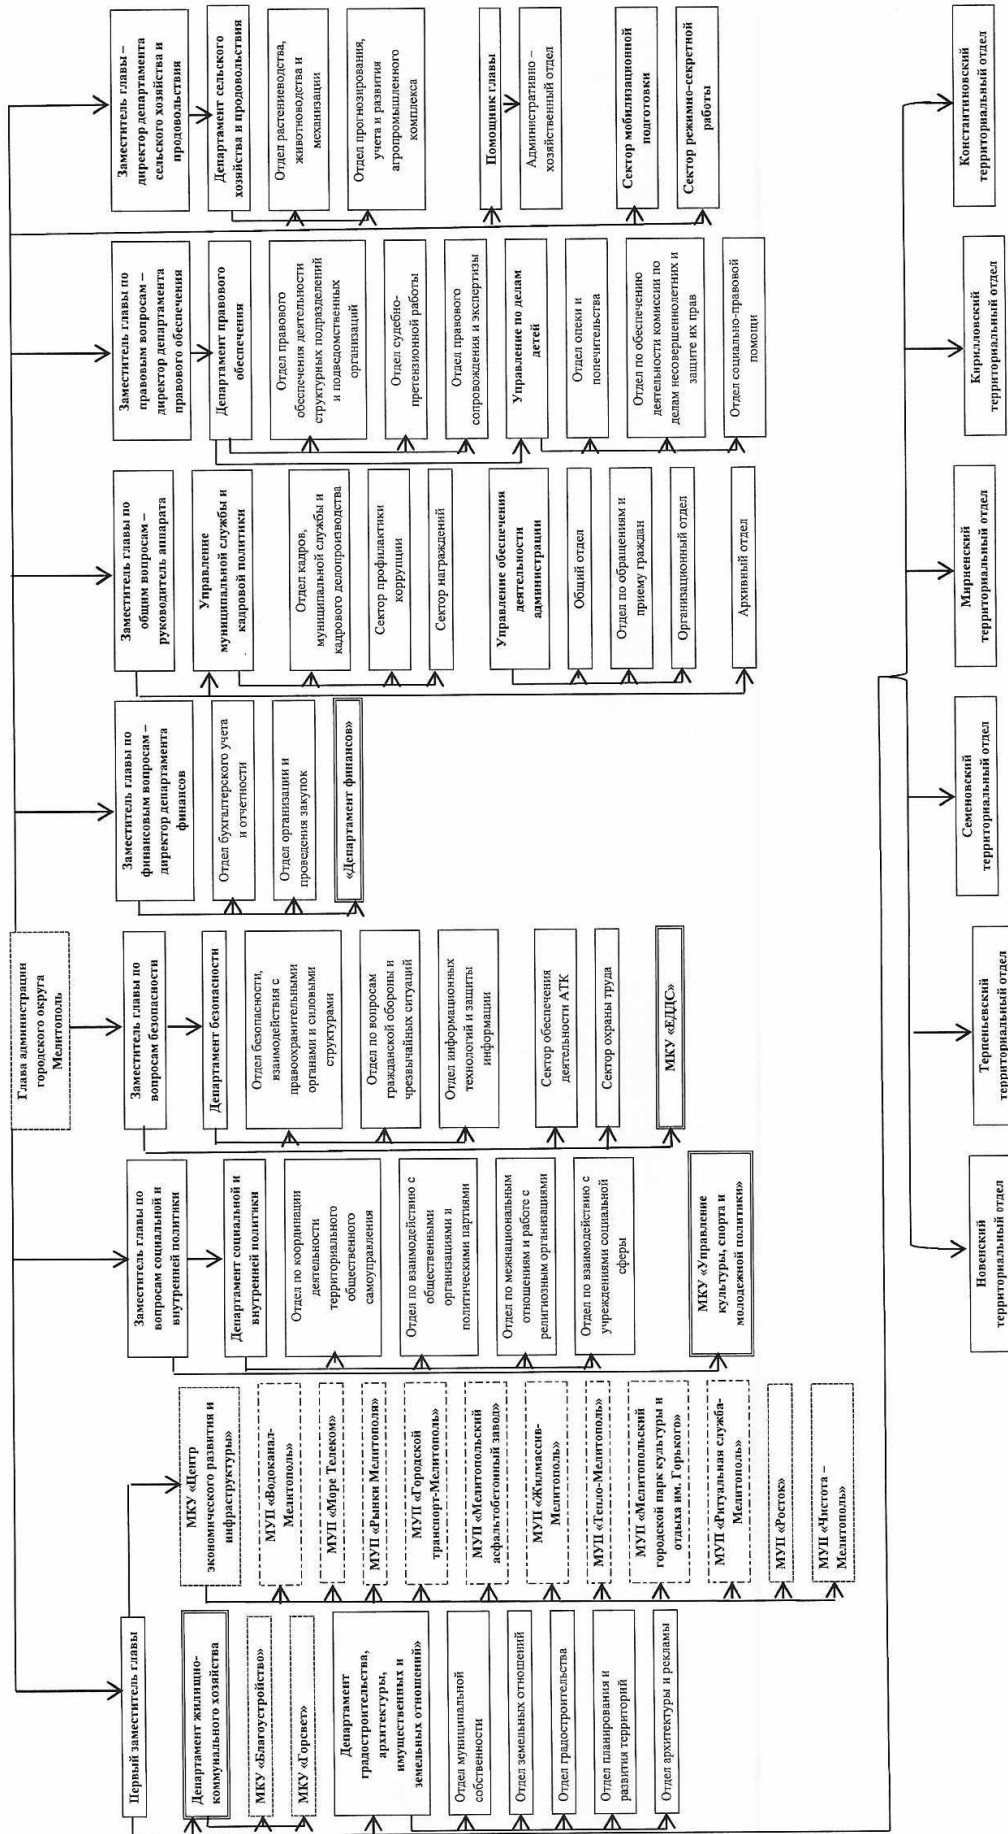 Глава администрации
городского округа
Мелитополь
Первый заместитель главы
Департамент жилищно-
коммунального хозяйства
МКУ «Благоустройство»
МКУ «Горсвет»
Департамент
градостроительства,
архитектуры,
имущественных и
земельных отношений»
Отдел муниципальной
собственности
Отдел земельных отношений
Отдел градостроительства
Отдел планирования и
развития территорий
Отдел архитектуры и рекламы
МКУ «Центр
экономического развития и
инфраструктуры»
МУП «Водоканал-
Мелитополь»
МУП «Море Телеком»
МУП «Рынки Мелитополя»
МУП «Городской
транспорт-Мелитополь»
МУП «Мелитопольский
асфальтобетонный завод»
МУП «Жилмассив-
Мелитополь»
МУП «Тепло-Мелитополь»
МУП «Мелитопольский
городской парк культуры и
отдыха им. Горького»
МУП «Ритуальная служба-
Мелитополь»
МУП «Росток»
МУП «Чистота –
Мелитополь»
Заместитель главы по
вопросам социальной и
внутренней политики
Департамент социальной и
внутренней политики
Отдел по координации
деятельности
территориального
общественного
самоуправления
Отдел по взаимодействию с
общественными
организациями и
политическими партиями
Отдел по межнациональным
отношениям и работе с
религиозным организациями
Отдел по взаимодействию с
учреждениями социальной
сферы
МКУ «Управление
культуры, спорта и
молодежной политики»
Заместитель главы по
вопросам безопасности
Департамент безопасности
Отдел безопасности,
взаимодействия с
правоохранительными
органами и силовыми
структурами
Отдел по вопросам
гражданской обороны и
чрезвычайных ситуаций
Отдел информационных
технологий и защиты
информации
Сектор обеспечения
деятельности АТК
Сектор охраны труда
МКУ «ЕДДС»
Заместитель главы по
финансовым вопросам –
директор департамента
финансов
Отдел бухгалтерского учета
и отчетности
Отдел организации и
проведения закупок
«Департамент финансов»
Заместитель главы по
общим вопросам –
руководитель аппарата
Управление
муниципальной службы и
кадровой политики
Отдел кадров,
муниципальной службы и
кадрового делопроизводства
Сектор профилактики
коррупции
Сектор награждений
Управление обеспечения
деятельности
администрации
Общий отдел
Отдел по обращениям и
приему граждан
Организационный отдел
Архивный отдел
Заместитель главы по
правовым вопросам –
директор департамента
правового обеспечения
Департамент правового
обеспечения
Отдел правового
обеспечения деятельности
структурных подразделений
и подведомственных
организаций
Отдел судебно-
претензионной работы
Отдел правового
сопровождения и экспертизы
Управление по делам
детей
Отдел опеки и
попечительства
Отдел по обеспечению
деятельности комиссии по
делам несовершеннолетних и
защите их прав
Отдел социально-правовой
помощи
Заместитель главы –
директор департамента
сельского хозяйства и
продовольствия
Департамент сельского
хозяйства и продовольствия
Отдел растениеводства,
животноводства и
механизации
Отдел прогнозирования,
учета и развития
агропромышленного
комплекса
Помощник главы
Административно –
хозяйственный отдел
Сектор мобилизационной
подготовки
Сектор режимно-секретной
работы
Новенский
территориальный отдел
Терпеньевский
территориальный отдел
Семеновский
территориальный отдел
Мирненский
территориальный отдел
Кирилловский
территориальный отдел
Константиновский
территориальный отдел